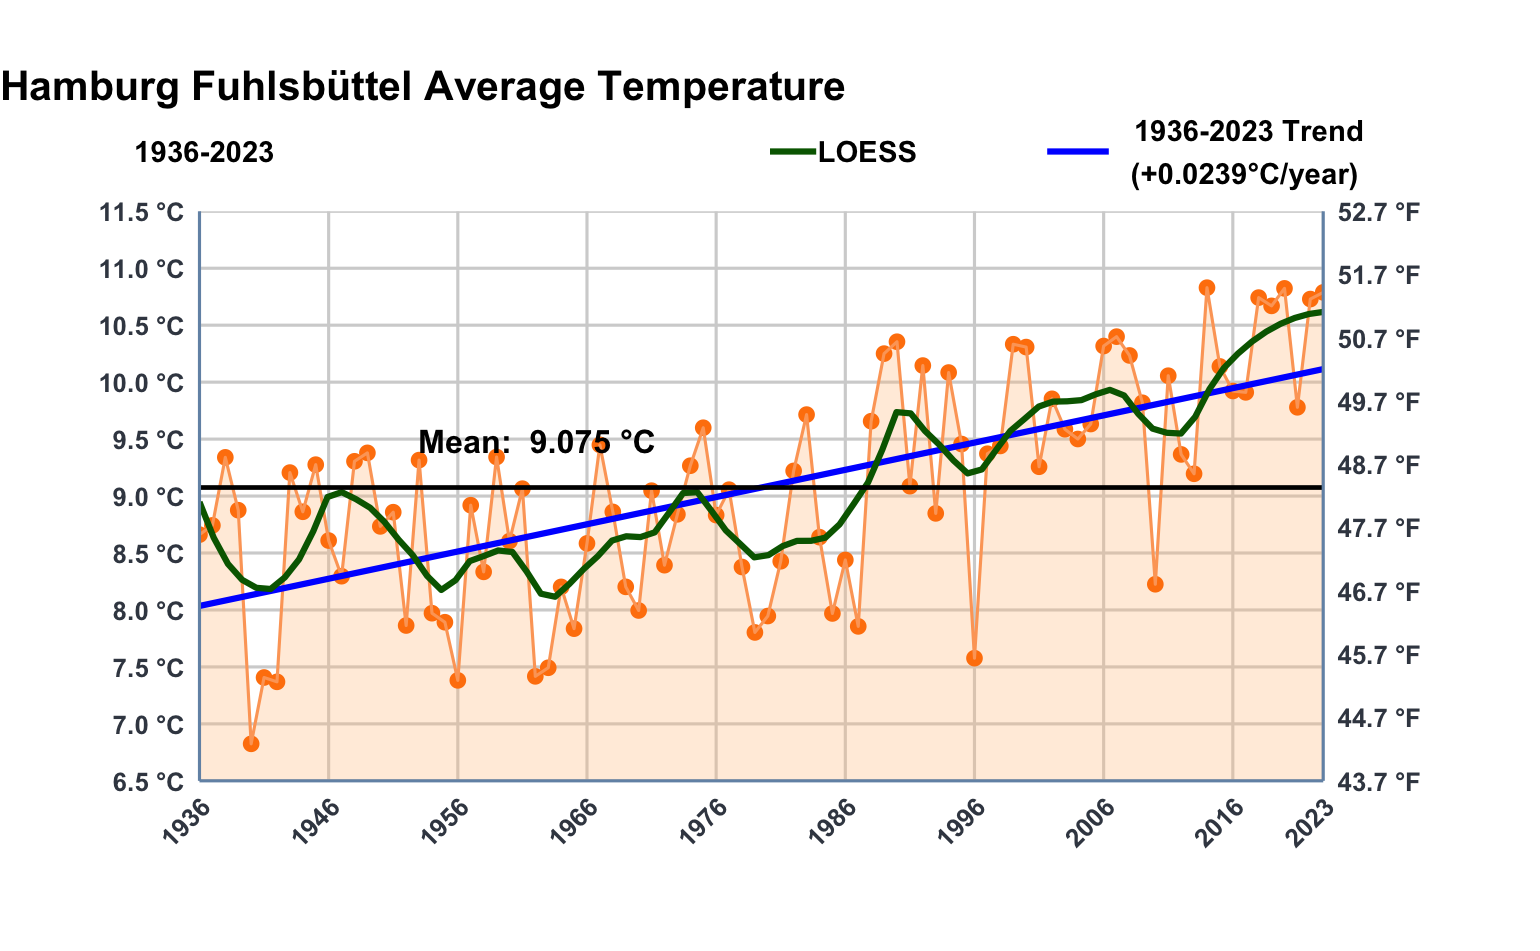 Hamburg Fuhlsbüttel Average Temperature
1936-2023
LOESS
1936-2023 Trend
(+0.0239°C/year)
11.5 °C
11.0 °C
10.5 °C
10.0 °C
9.5 °C
9.0 °C
8.5 °C
8.0 °C
7.5 °C
7.0 °C
6.5 °C
Mean:  9.075 °C
52.7 °F
51.7 °F
50.7 °F
49.7 °F
48.7 °F
47.7 °F
46.7 °F
45.7 °F
44.7 °F
43.7 °F
1936
1946
1956
1966
1976
1986
1996
2006
2016
2023